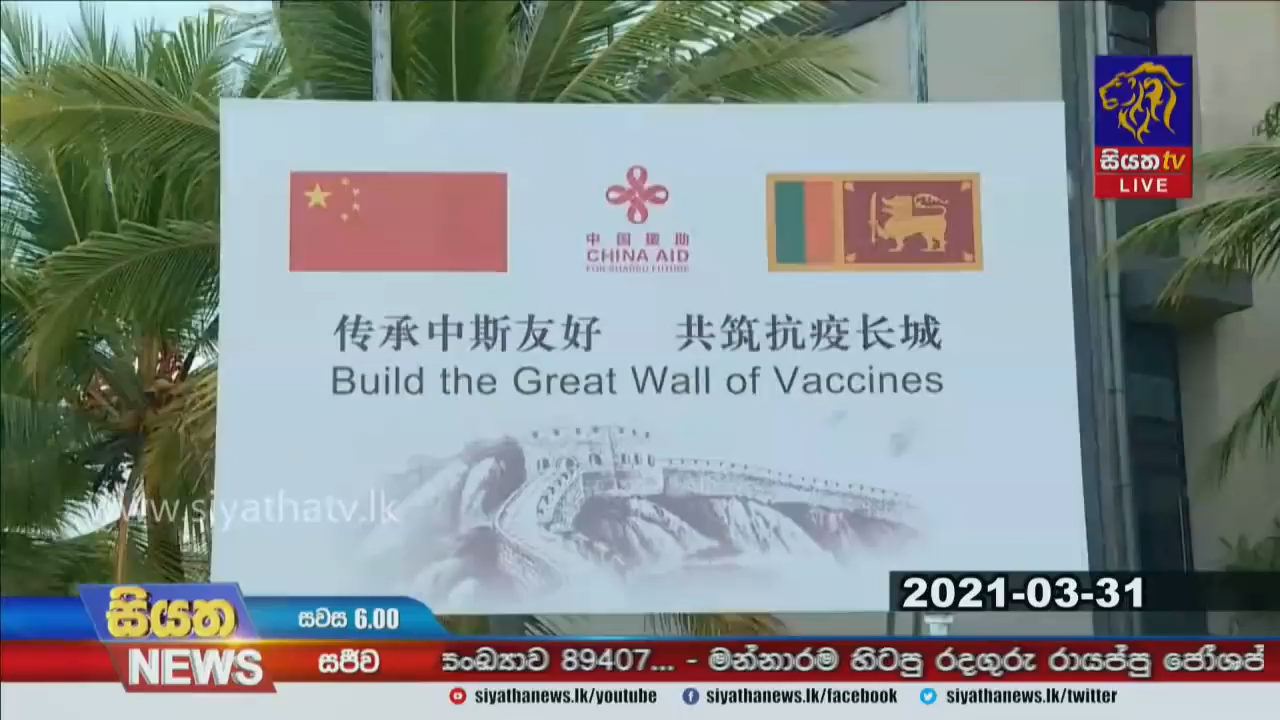 සියතtv
LIVE
中国援助
CHINA AID
FOR SHARED FUTURE
传承中斯友好 共筑抗疫长城
Build the Great Wall of Vaccines
www.siyathatv.lk
2021-03-31
සියත
NEWS
සවස 6.00
සජීව
සංඛ්‍යාව 89407... - මන්නාරම හිටපු රදගුරු රායප්පු ජෝශප්
siyathanews.lk/youtube
siyathanews.lk/facebook
siyathanews.lk/twitter